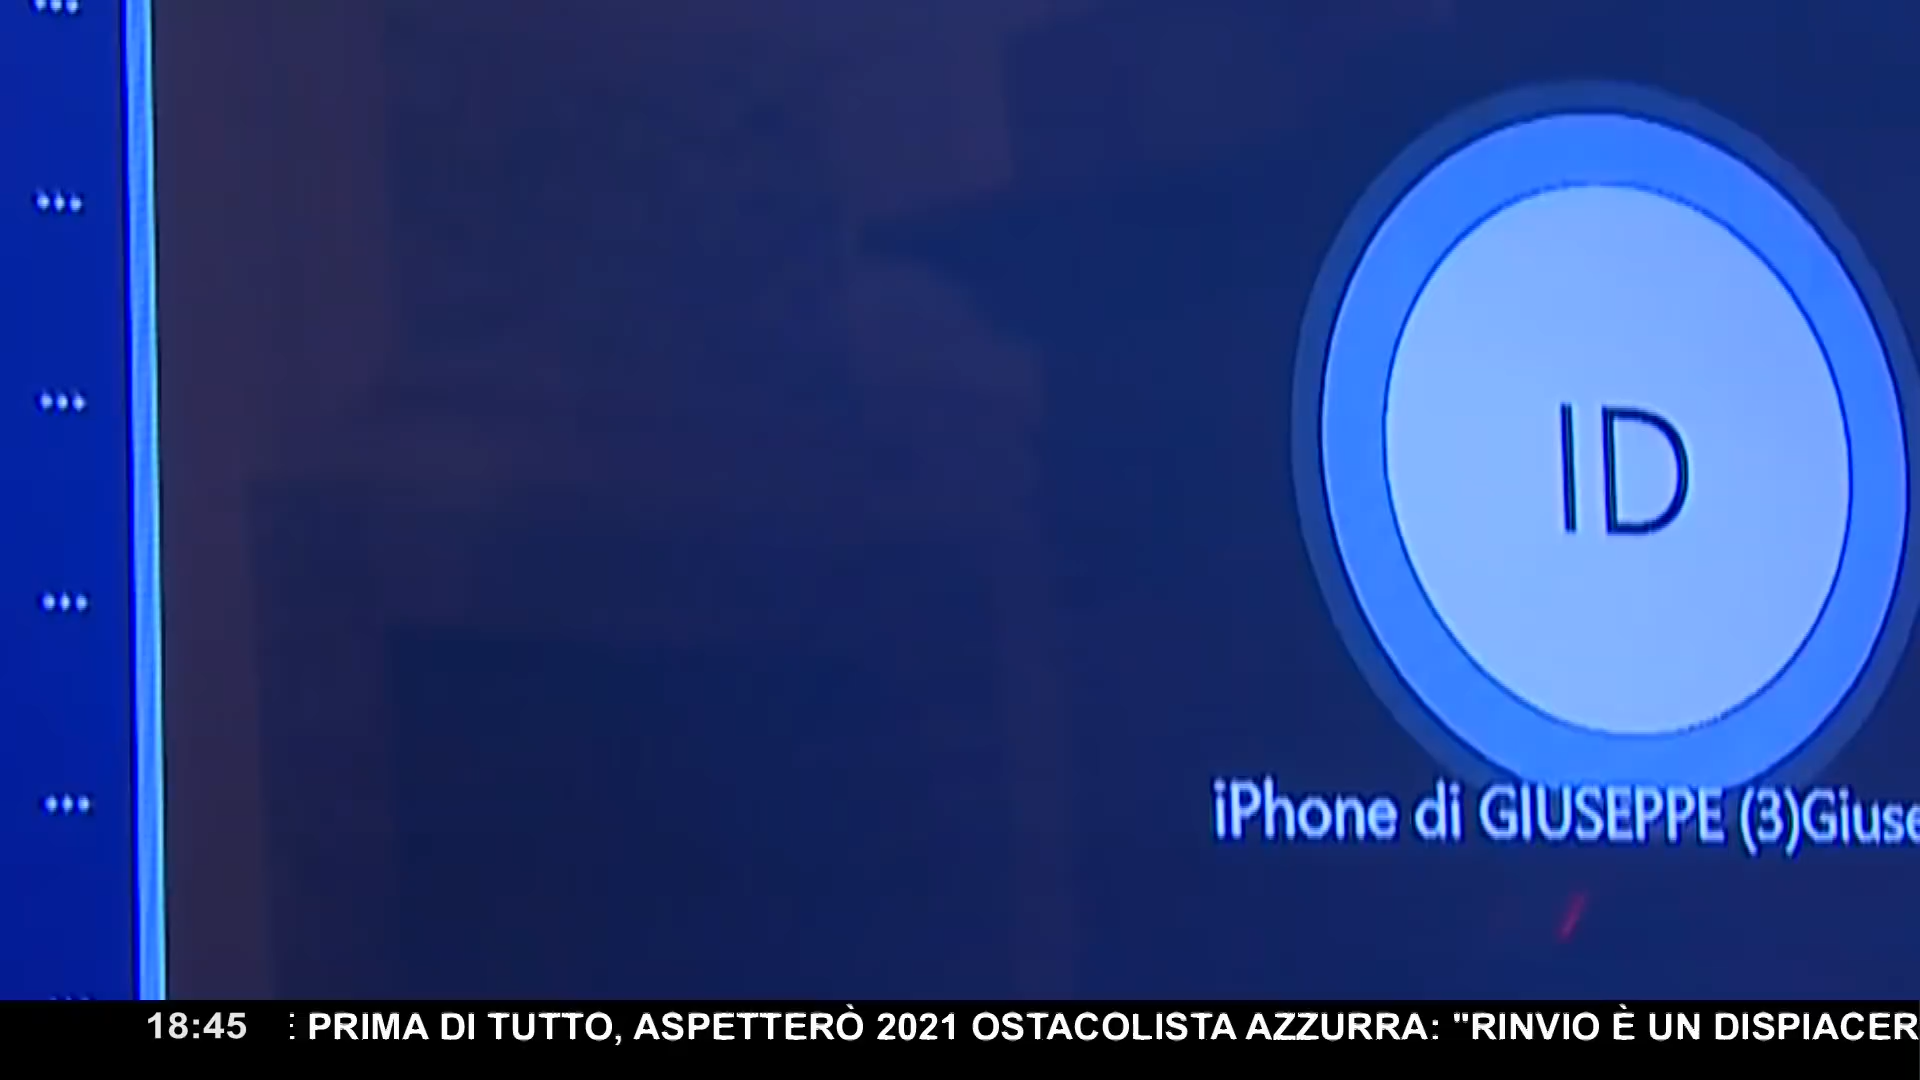 ID
iPhone di GIUSEPPE (3)Giuse
18:45 PRIMA DI TUTTO, ASPETTERÒ 2021 OSTACOLISTA AZZURRA: "RINVIO È UN DISPIACER